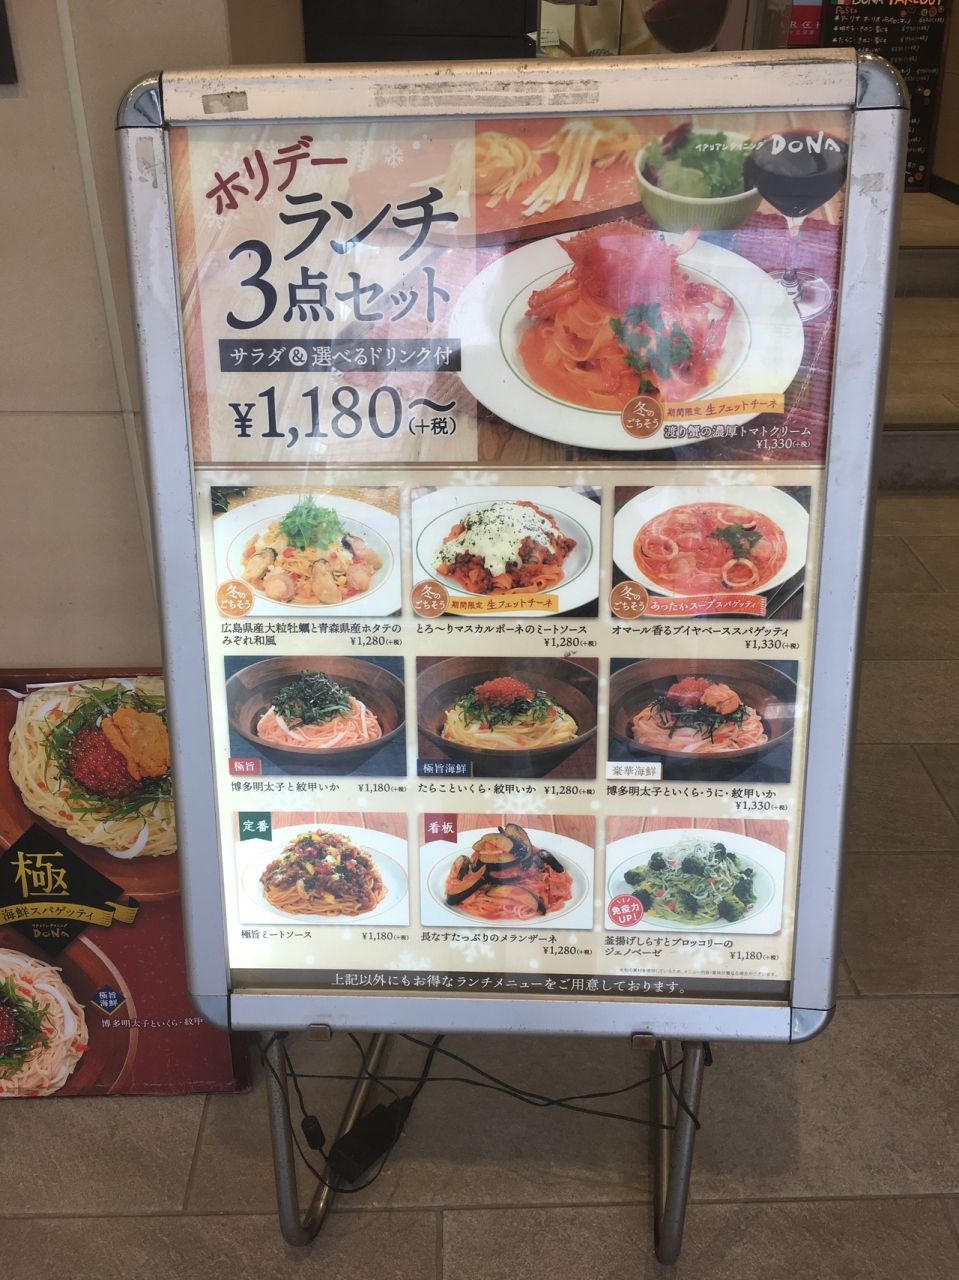 DONA TAKEOUT
Pasta
イタリアンダイニング DONA
ホリデー
ランチ
3点セット
サラダ&選べるドリンク付
¥1,180〜(+税)
冬の
ごちそう
期間限定 生フェットチーネ
渡り蟹の濃厚トマトクリーム
¥1,330(+税)
冬の
ごちそう
広島県産大粒牡蠣と青森県産ホタテの
みぞれ和風 ¥1,280(+税)
冬の
ごちそう
期間限定 生フェットチーネ
とろ〜りマスカルポーネのミートソース
¥1,280(+税)
冬の
ごちそう
あったかスープスパゲッティ
オマール香るブイヤベーススパゲッティ
¥1,330(+税)
極旨
博多明太子と紋甲いか ¥1,180(+税)
極旨海鮮
たらこといくら・紋甲いか ¥1,280(+税)
豪華海鮮
博多明太子といくら・うに・紋甲いか
¥1,330(+税)
定番
極旨ミートソース ¥1,180(+税)
看板
長なすたっぷりのメランザーネ
¥1,280(+税)
免疫力
UP!
釜揚げしらすとブロッコリーの
ジェノベーゼ ¥1,180(+税)
上記以外にもお得なランチメニューをご用意しております。
極
海鮮スパゲッティ
イタリアンダイニング
DONA
極旨
海鮮
博多明太子といくら・紋甲